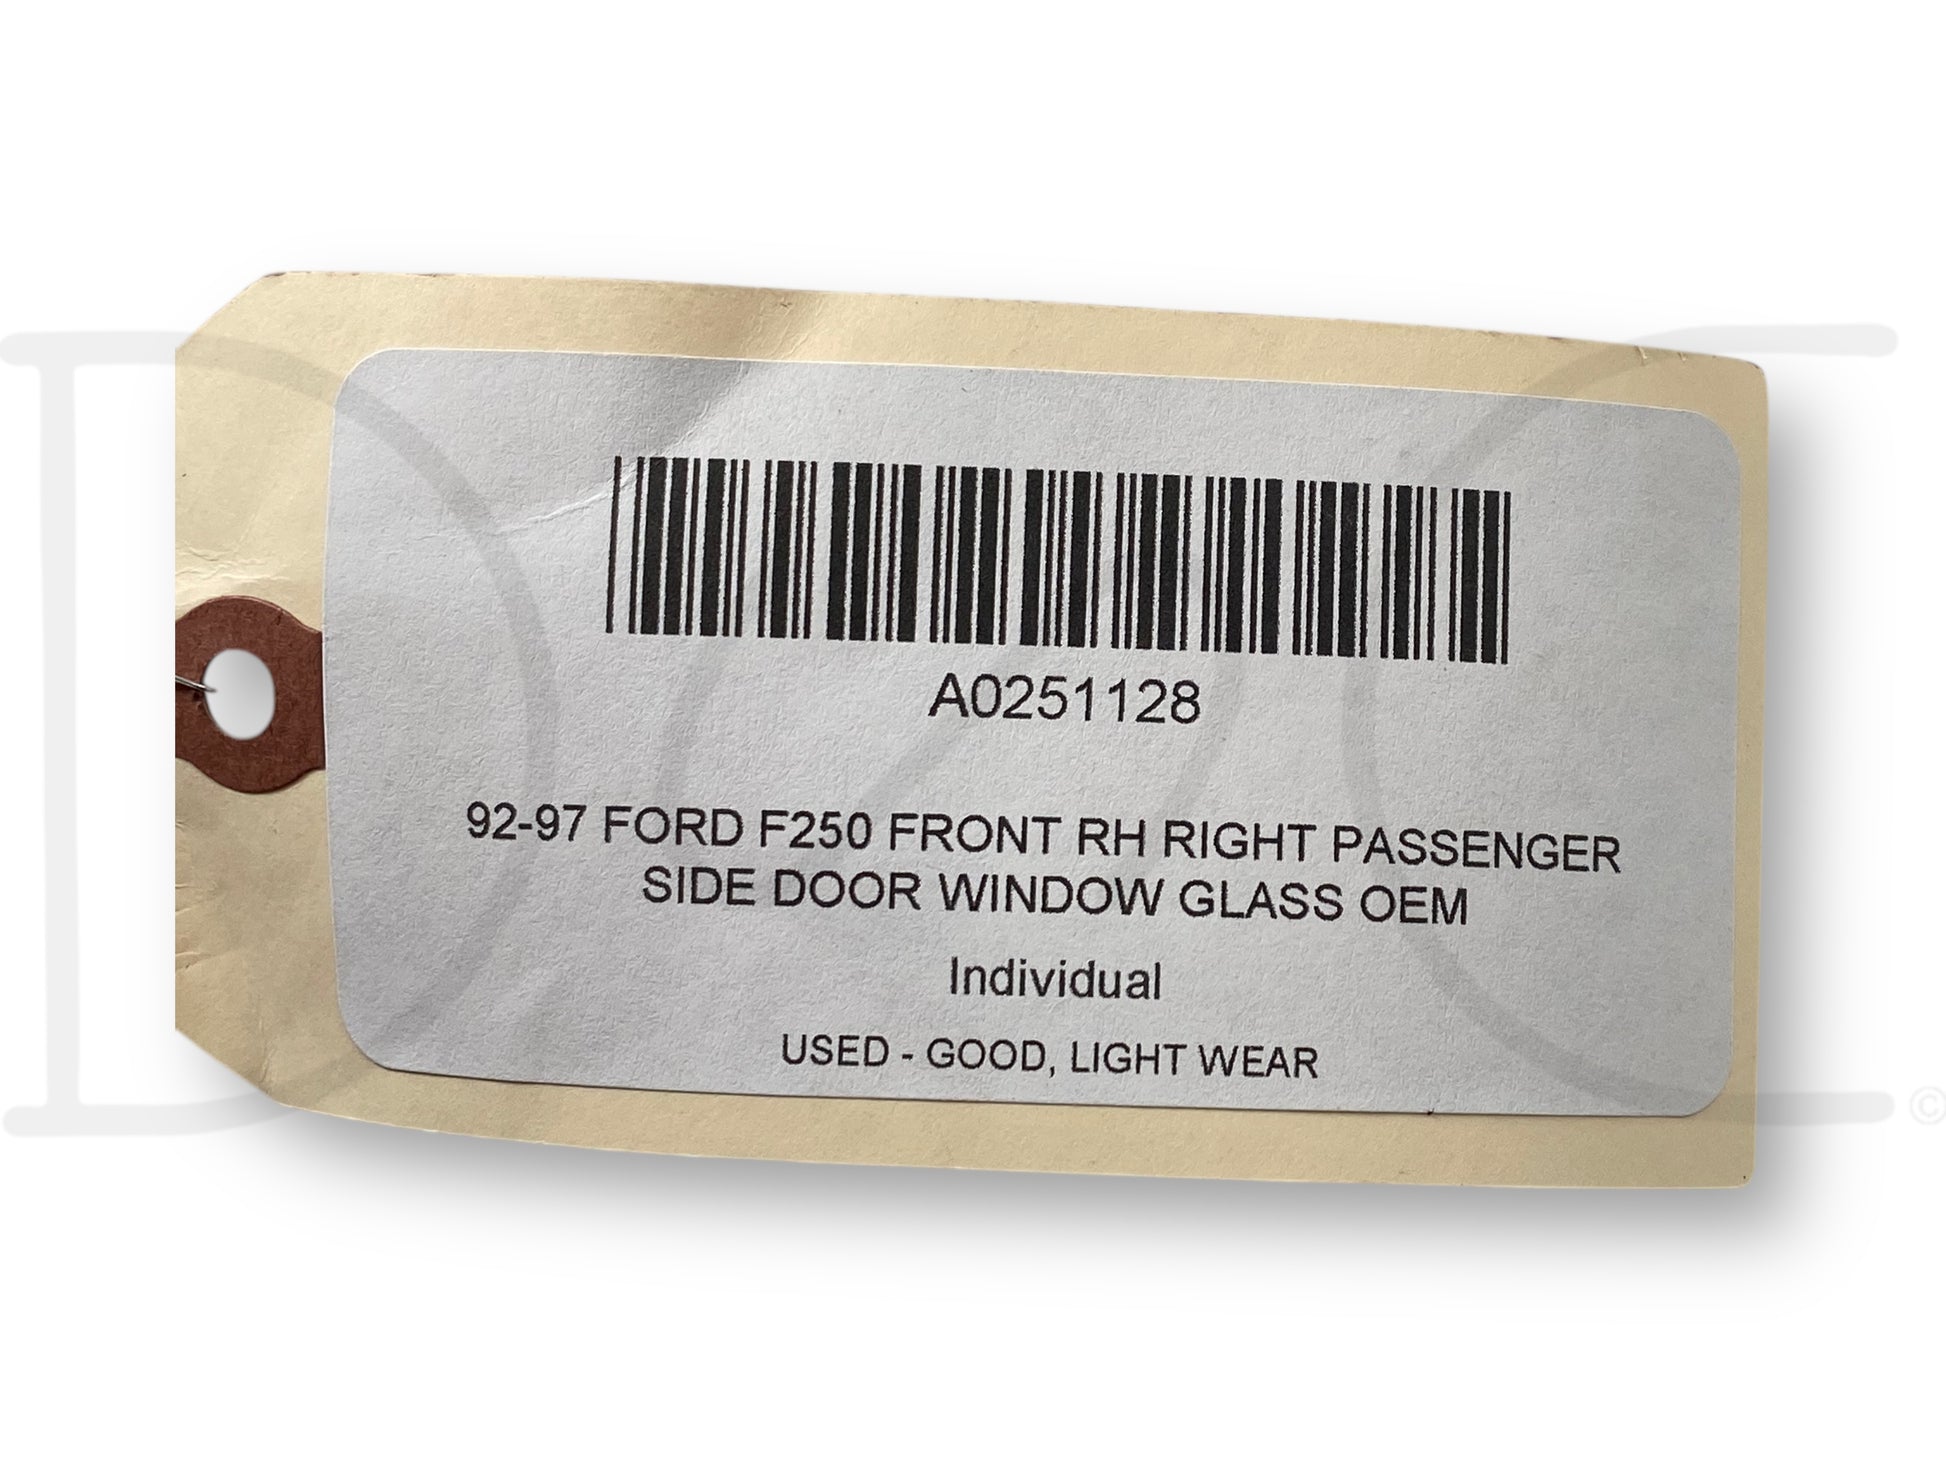 A0251128
92-97 FORD F250 FRONT RH RIGHT PASSENGER
SIDE DOOR WINDOW GLASS OEM
Individual
USED - GOOD, LIGHT WEAR
©